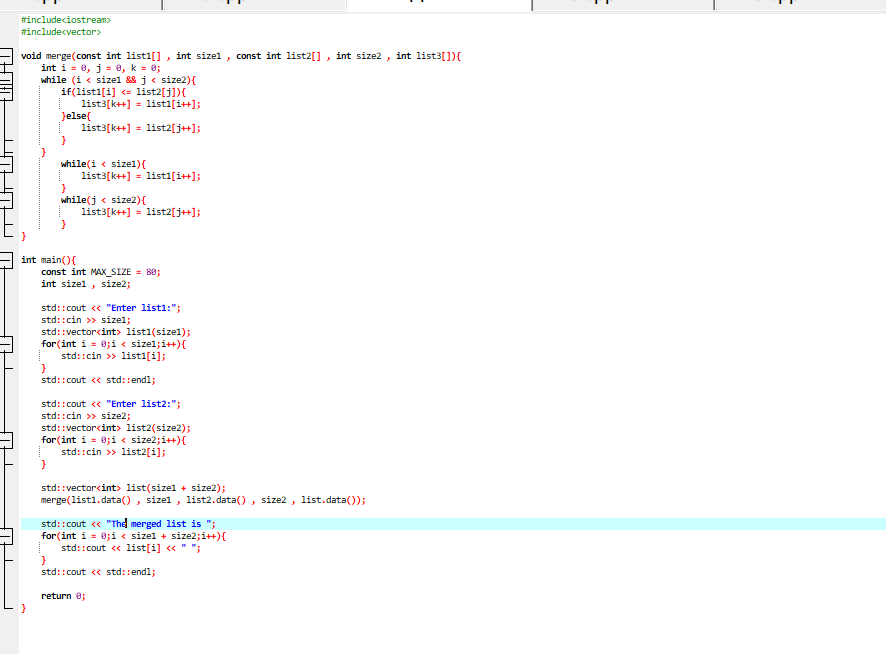 #include<iostream>
#include<vector>
void merge(const int list1[] , int size1 , const int list2[] , int size2 , int list3[]){
int i = 0, j = 0, k = 0;
while (i < size1 && j < size2){
if(list1[i] <= list2[j]){
list3[k++] = list1[i++];
}else{
list3[k++] = list2[j++];
}
}
while(i < size1){
list3[k++] = list1[i++];
}
while(j < size2){
list3[k++] = list2[j++];
}
}
int main(){
const int MAX_SIZE = 80;
int size1 , size2;
std::cout << "Enter list1:";
std::cin >> size1;
std::vector<int> list1(size1);
for(int i = 0;i < size1;i++){
std::cin >> list1[i];
}
std::cout << std::endl;
std::cout << "Enter list2:";
std::cin >> size2;
std::vector<int> list2(size2);
for(int i = 0;i < size2;i++){
std::cin >> list2[i];
}
std::vector<int> list(size1 + size2);
merge(list1.data() , size1 , list2.data() , size2 , list.data());
std::cout << "The merged list is ";
for(int i = 0;i < size1 + size2;i++){
std::cout << list[i] << " ";
}
std::cout << std::endl;
return 0;
}